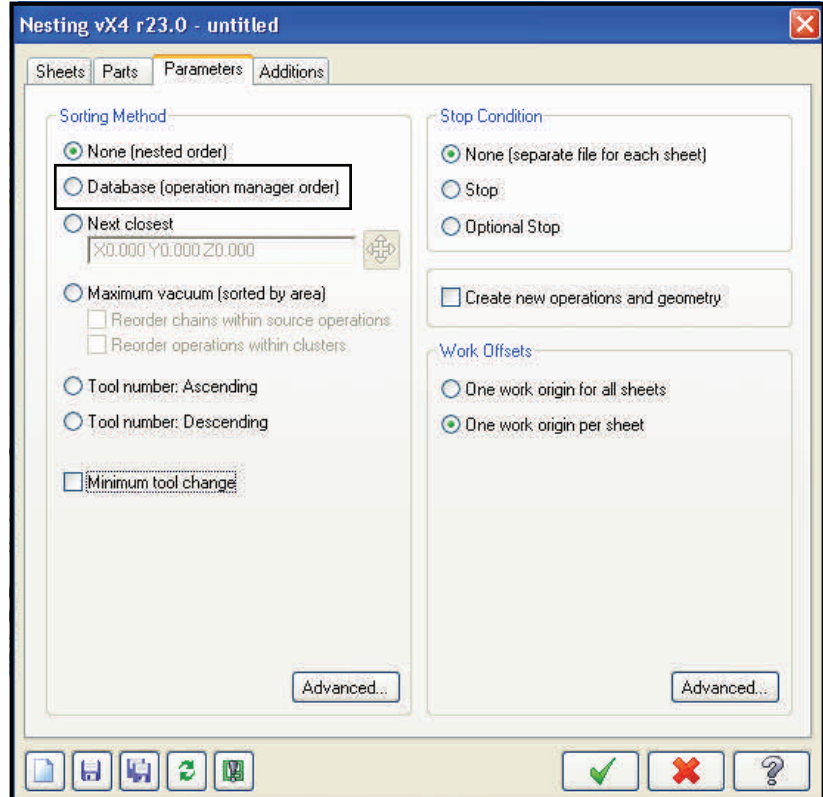 Nesting vX4 r23.0 - untitled
Sheets Parts Parameters Additions
Sorting Method
None (nested order)
Database (operation manager order)
Next closest
X0.000 Y0.000 Z0.000
Maximum vacuum (sorted by area)
Reorder chains within source operations
Reorder operations within clusters
Tool number: Ascending
Tool number: Descending
Minimum tool change
Advanced...
Stop Condition
None (separate file for each sheet)
Stop
Optional Stop
Create new operations and geometry
Work Offsets
One work origin for all sheets
One work origin per sheet
Advanced...